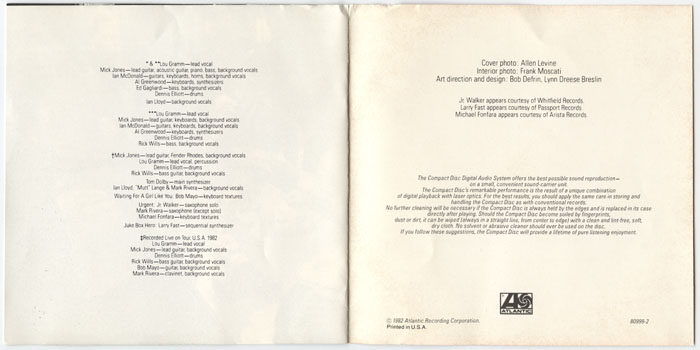 * & **Lou Gramm—lead vocal
Mick Jones—lead guitar, acoustic guitar, piano, bass, background vocals
Ian McDonald—guitars, keyboards, horns, background vocals
Al Greenwood—keyboards, synthesizers
Ed Gagliardi—bass, background vocals
Dennis Elliott—drums
Ian Lloyd—background vocals
***Lou Gramm—lead vocal
Mick Jones—lead guitar, keyboards, background vocals
Ian McDonald—guitars, keyboards, background vocals
Al Greenwood—keyboards, synthesizers
Dennis Elliott—drums
Rick Wills—bass, background vocals
†Mick Jones—lead guitar, Fender Rhodes, background vocals
Lou Gramm—lead vocal, percussion
Dennis Elliott—drums
Rick Wills—bass guitar, background vocals
Tom Dolby—main synthesizer
Ian Lloyd, "Mutt" Lange & Mark Rivera—background vocals
Waiting For A Girl Like You: Bob Mayo—keyboard textures
Urgent: Jr. Walker—saxophone solo
Mark Rivera—saxophone (except solo)
Michael Fonfara—keyboard textures
Juke Box Hero: Larry Fast—sequential synthesizer
‡Recorded Live on Tour, U.S.A. 1982
Lou Gramm—lead vocal
Mick Jones—lead guitar, background vocals
Dennis Elliott—drums
Rick Wills—bass guitar, background vocals
Bob Mayo—guitar, background vocals
Mark Rivera—clavinet, background vocals
Cover photo: Allen Levine
Interior photo: Frank Moscati
Art direction and design: Bob Defrin, Lynn Dreese Breslin
Jr. Walker appears courtesy of Whitfield Records.
Larry Fast appears courtesy of Passport Records.
Michael Fonfara appears courtesy of Arista Records.
The Compact Disc Digital Audio System offers the best possible sound reproduction—
on a small, convenient sound-carrier unit.
The Compact Disc's remarkable performance is the result of a unique combination
of digital playback with laser optics. For the best results, you should apply the same care in storing and
handling the Compact Disc as with conventional records.
No further cleaning will be necessary if the Compact Disc is always held by the edges and is replaced in its case
directly after playing. Should the Compact Disc become soiled by fingerprints,
dust or dirt, it can be wiped (always in a straight line, from center to edge) with a clean and lint-free, soft,
dry cloth. No solvent or abrasive cleaner should ever be used on the disc.
If you follow these suggestions, the Compact Disc will provide a lifetime of pure listening enjoyment.
ATLANTIC
© 1982 Atlantic Recording Corporation.
Printed in U.S.A.
80999-2